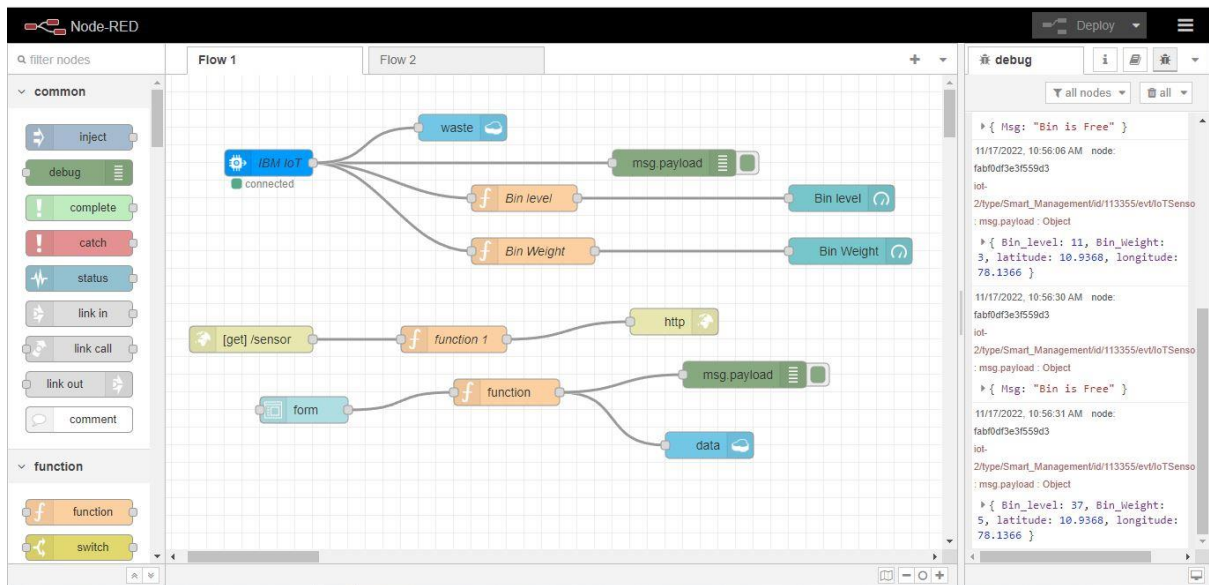 Node-RED
Deploy
filter nodes
common
inject
debug
complete
catch
status
link in
link call
link out
comment
function
function
switch
Flow 1
Flow 2
waste
IBM IoT
connected
msg.payload
Bin level
Bin level
Bin Weight
Bin Weight
[get] /sensor
function 1
http
form
function
msg.payload
data
debug
i
all nodes
all
{ Msg: "Bin is Free" }
11/17/2022, 10:56:06 AM node:
fabf0df3e3f559d3
iot-
2/type/Smart_Management/id/113355/evt/IoTSenso
: msg.payload : Object
{ Bin_level: 11, Bin_Weight:
3, latitude: 10.9368, longitude:
78.1366 }
11/17/2022, 10:56:30 AM node:
fabf0df3e3f559d3
iot-
2/type/Smart_Management/id/113355/evt/IoTSenso
: msg.payload : Object
{ Msg: "Bin is Free" }
11/17/2022, 10:56:31 AM node:
fabf0df3e3f559d3
iot-
2/type/Smart_Management/id/113355/evt/IoTSenso
: msg.payload : Object
{ Bin_level: 37, Bin_Weight:
5, latitude: 10.9368, longitude:
78.1366 }